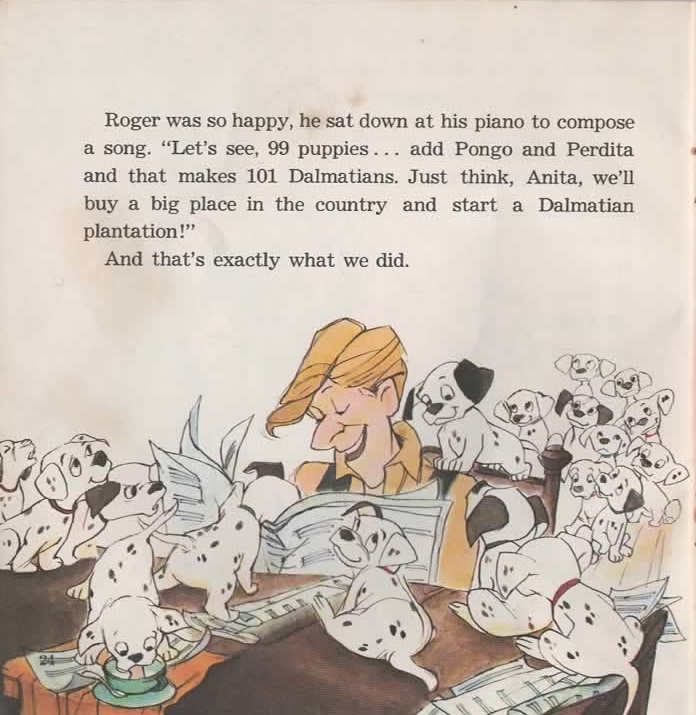 Roger was so happy, he sat down at his piano to compose
a song. “Let’s see, 99 puppies... add Pongo and Perdita
and that makes 101 Dalmatians. Just think, Anita, we’ll
buy a big place in the country and start a Dalmatian
plantation!”
And that’s exactly what we did.
24